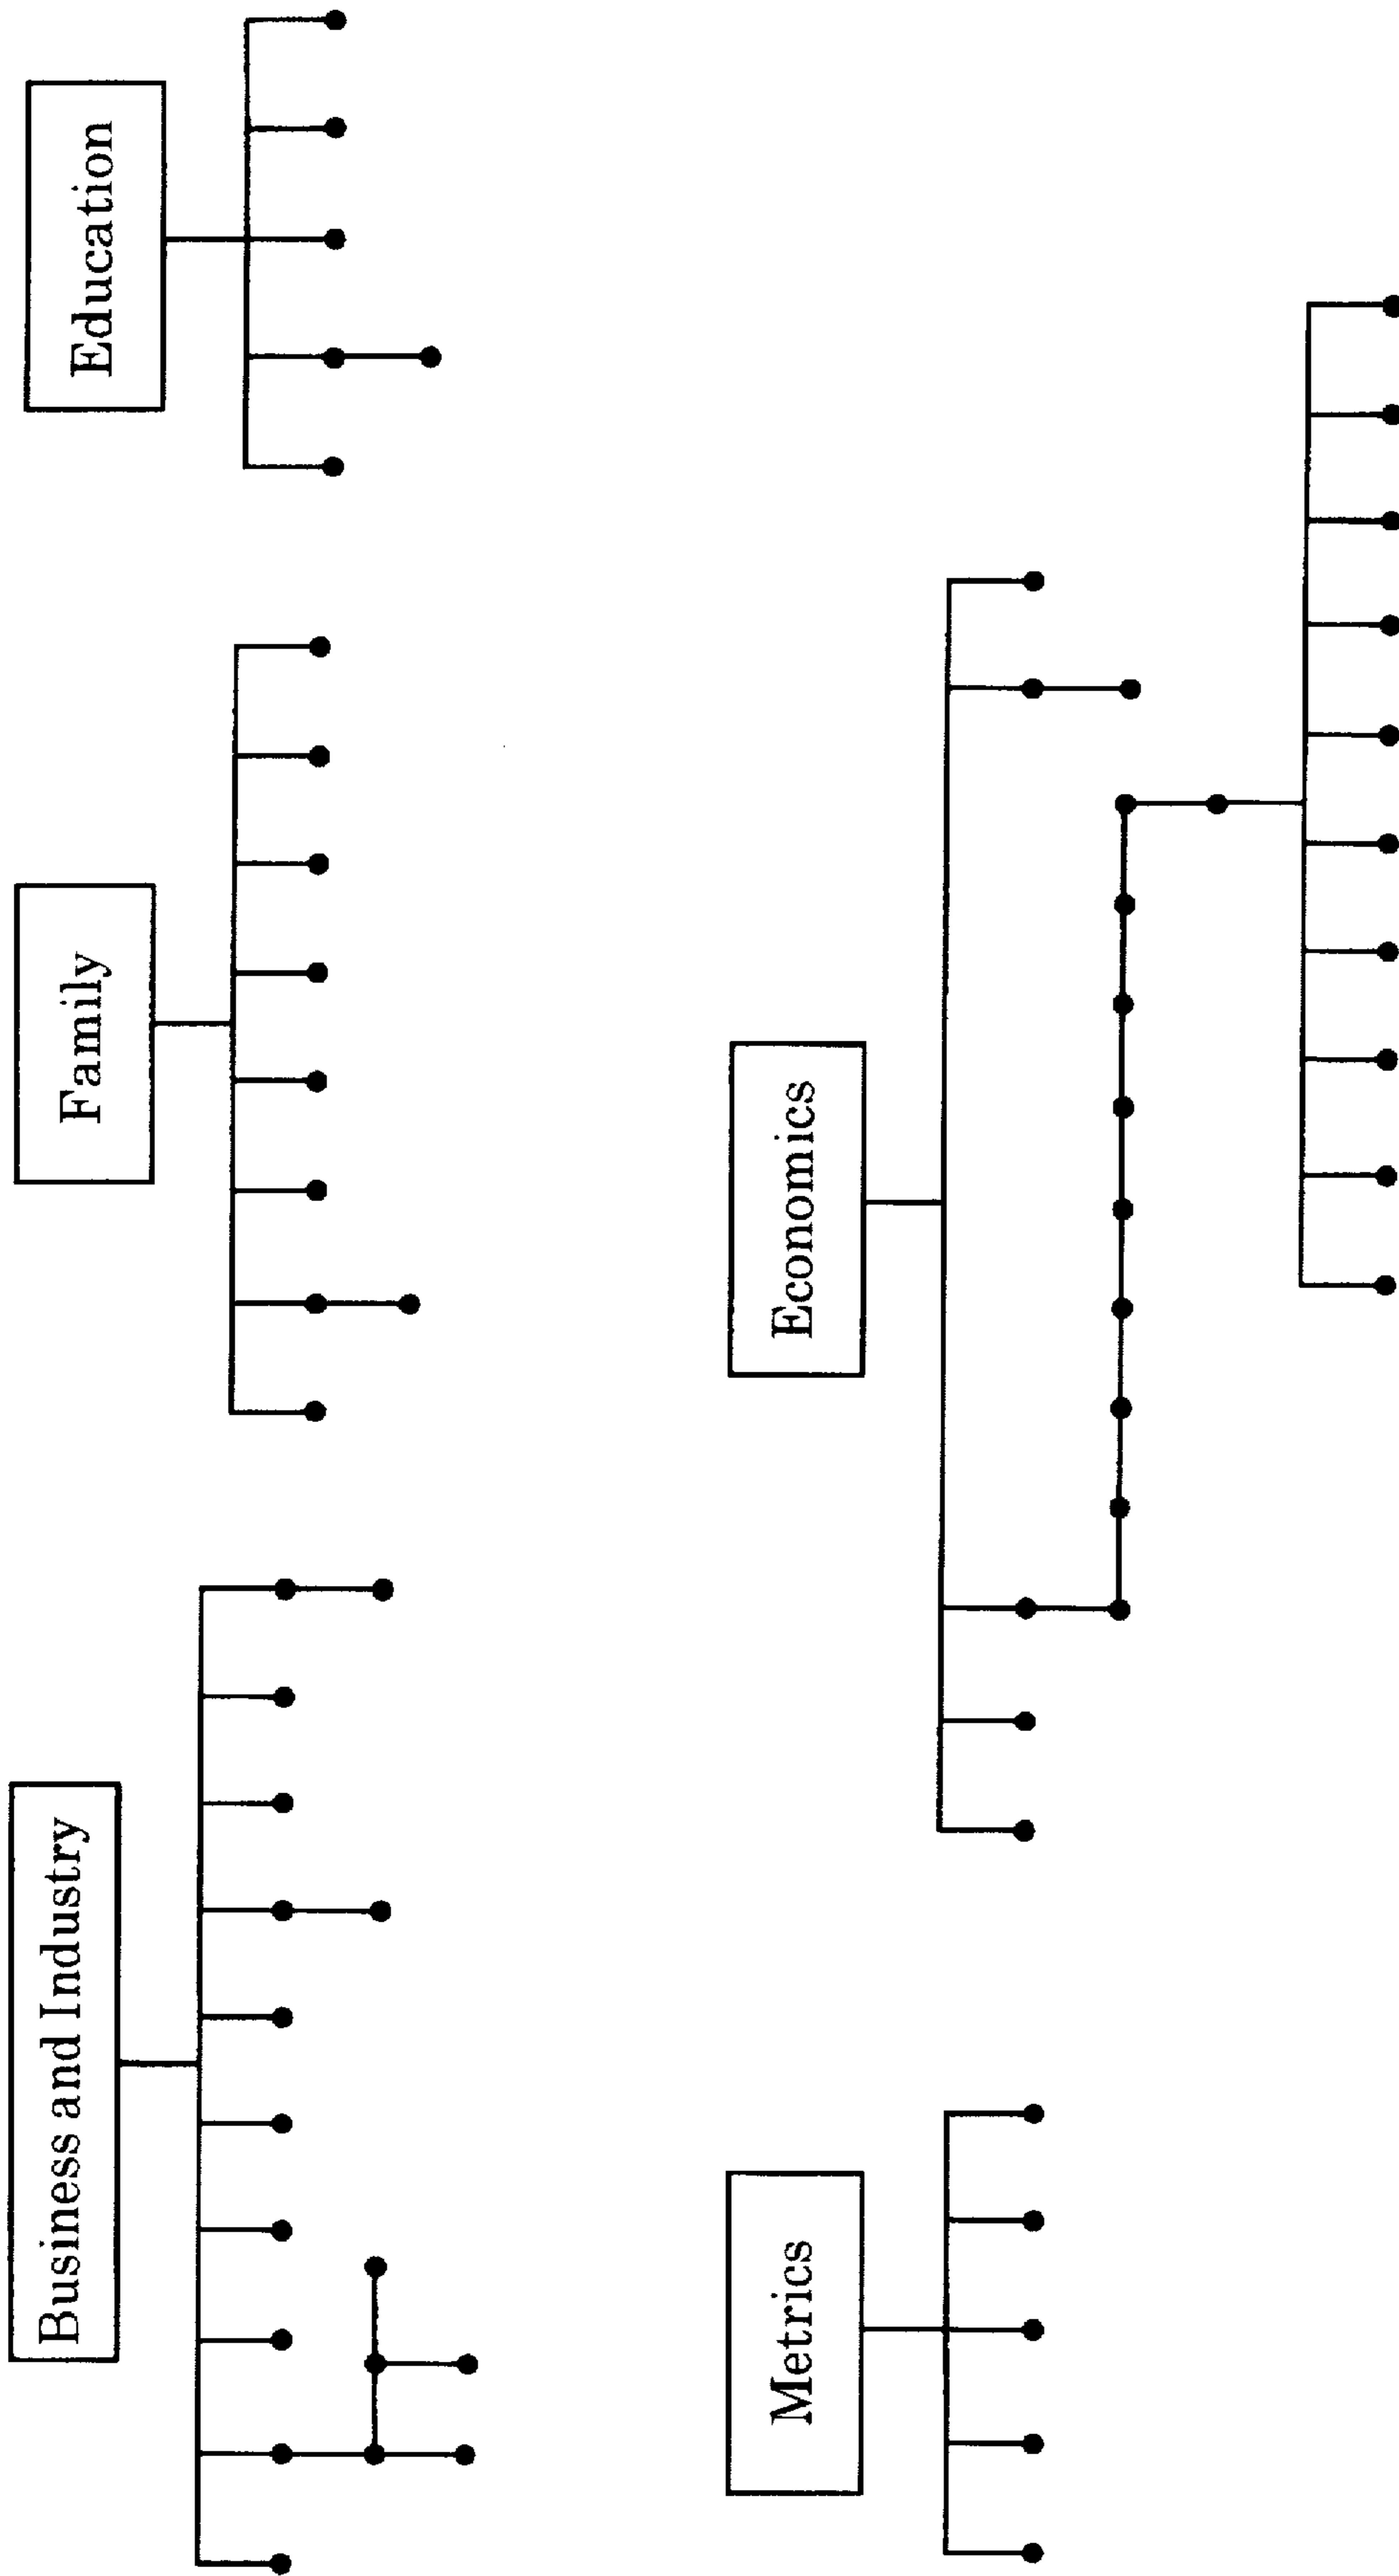 Business and Industry
Family
Education
Metrics
Economics